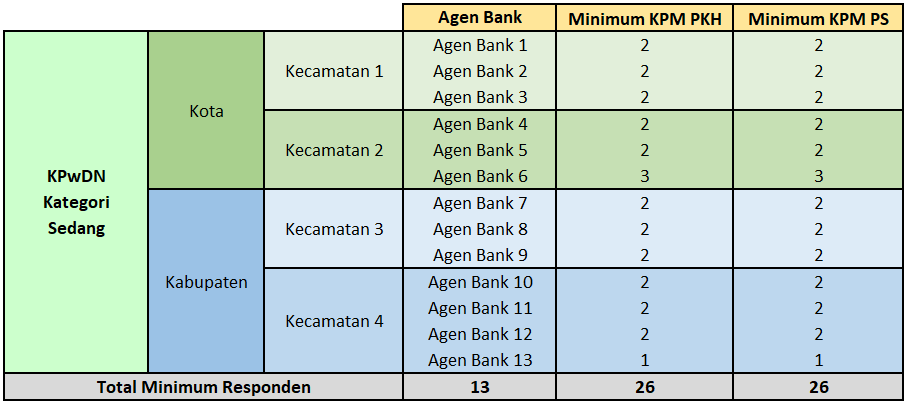 Agen Bank Minimum KPM PKH Minimum KPM PS
KPwDN
Kategori
Sedang
Kota
Kecamatan 1
Agen Bank 1 2 2
Agen Bank 2 2 2
Agen Bank 3 2 2
Kecamatan 2
Agen Bank 4 2 2
Agen Bank 5 2 2
Agen Bank 6 3 3
Kabupaten
Kecamatan 3
Agen Bank 7 2 2
Agen Bank 8 2 2
Agen Bank 9 2 2
Kecamatan 4
Agen Bank 10 2 2
Agen Bank 11 2 2
Agen Bank 12 2 2
Agen Bank 13 1 1
Total Minimum Responden 13 26 26